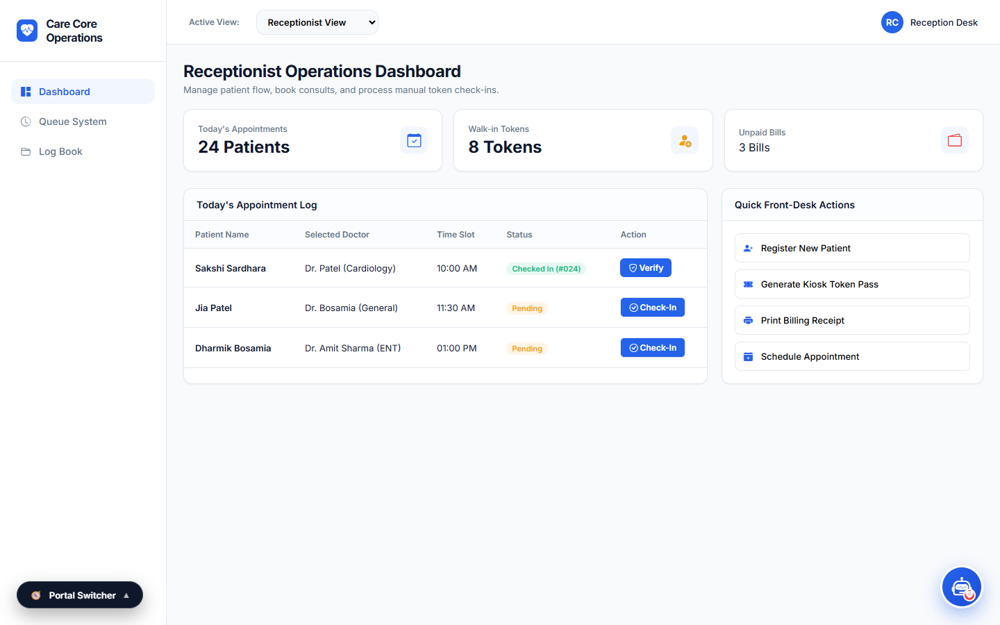 Care Core
Operations
Active View:
Receptionist View
RC
Reception Desk
Dashboard
Queue System
Log Book
Receptionist Operations Dashboard
Manage patient flow, book consults, and process manual token check-ins.
Today's Appointments
24 Patients
Walk-in Tokens
8 Tokens
Unpaid Bills
3 Bills
Today's Appointment Log
Patient Name Selected Doctor Time Slot Status Action
Sakshi Sardhara Dr. Patel (Cardiology) 10:00 AM Checked In (#024) Verify
Jia Patel Dr. Bosamia (General) 11:30 AM Pending Check-In
Dharmik Bosamia Dr. Amit Sharma (ENT) 01:00 PM Pending Check-In
Quick Front-Desk Actions
Register New Patient
Generate Kiosk Token Pass
Print Billing Receipt
Schedule Appointment
Portal Switcher ▲